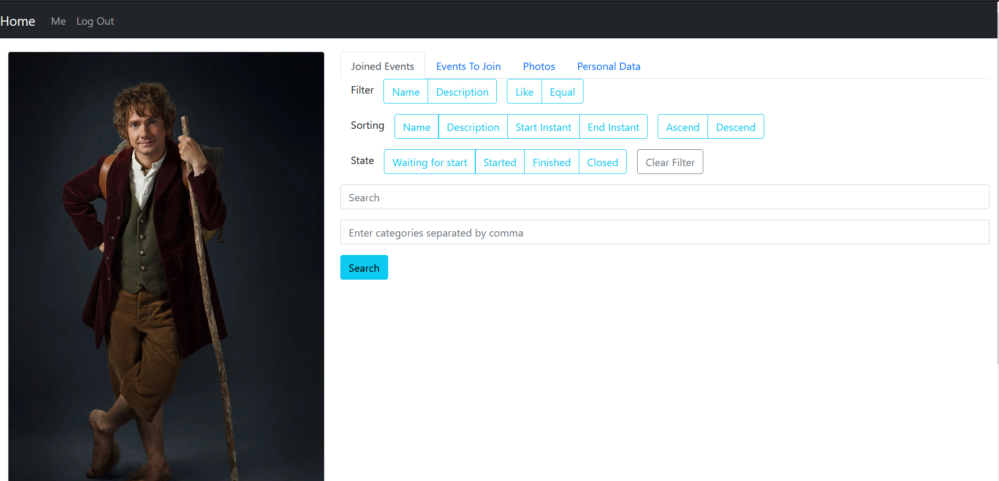 Home Me Log Out
Joined Events Events To Join Photos Personal Data
Filter Name Description Like Equal
Sorting Name Description Start Instant End Instant Ascend Descend
State Waiting for start Started Finished Closed Clear Filter
Search
Enter categories separated by comma
Search